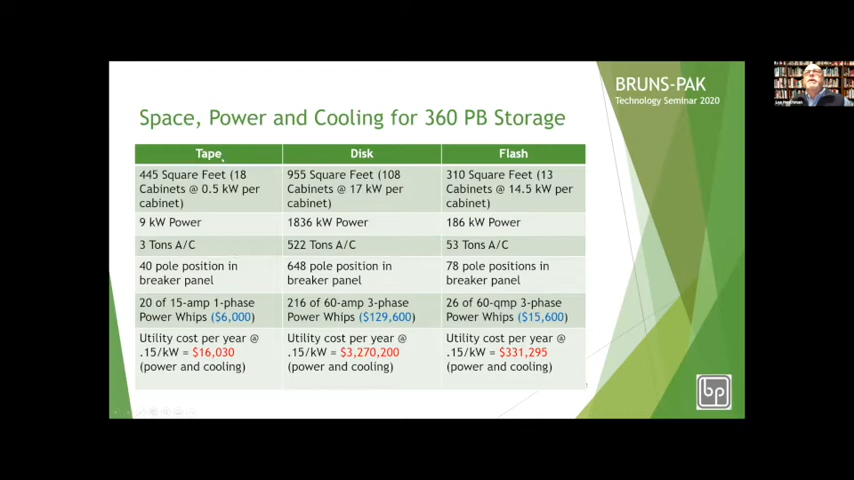 BRUNS-PAK
Technology Seminar 2020
Space, Power and Cooling for 360 PB Storage
Tape
Disk
Flash
445 Square Feet (18
Cabinets @ 0.5 kW per
cabinet)
955 Square Feet (108
Cabinets @ 17 kW per
cabinet)
310 Square Feet (13
Cabinets @ 14.5 kW per
cabinet)
9 kW Power
1836 kW Power
186 kW Power
3 Tons A/C
522 Tons A/C
53 Tons A/C
40 pole position in
breaker panel
648 pole position in
breaker panel
78 pole positions in
breaker panel
20 of 15-amp 1-phase
Power Whips ($6,000)
216 of 60-amp 3-phase
Power Whips ($129,600)
26 of 60-qmp 3-phase
Power Whips ($15,600)
Utility cost per year @
.15/kW = $16,030
(power and cooling)
Utility cost per year @
.15/kW = $3,270,200
(power and cooling)
Utility cost per year @
.15/kW = $331,295
(power and cooling)
bp